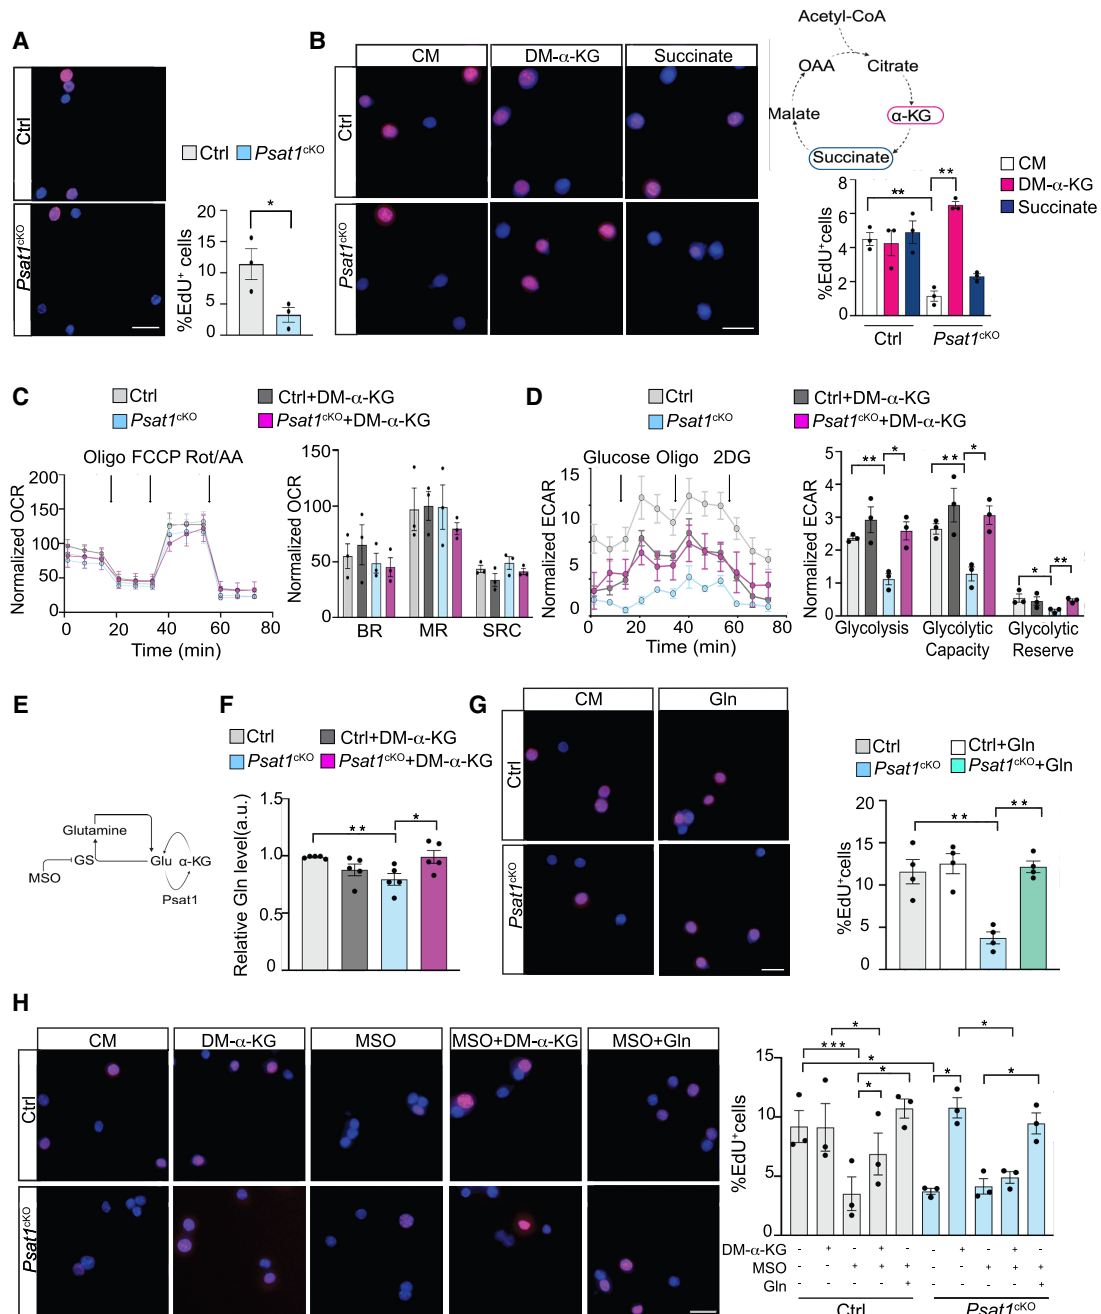 A
Ctrl
Psat1cKO
Ctrl Psat1cKO
%EdU+ cells
20
15
10
5
0
*
B
CM
DM-α-KG
Succinate
Ctrl
Psat1cKO
Acetyl-CoA
OAA
Citrate
Malate
α-KG
Succinate
CM
DM-α-KG
Succinate
%EdU+cells
8
6
4
2
0
**
**
Ctrl
Psat1cKO
C
Ctrl
Ctrl+DM-α-KG
Psat1cKO
Psat1cKO+DM-α-KG
Oligo FCCP Rot/AA
Normalized OCR
200
150
100
50
0
0 20 40 60 80
Time (min)
Normalized OCR
150
100
50
0
BR MR SRC
D
Ctrl
Ctrl+DM-α-KG
Psat1cKO
Psat1cKO+DM-α-KG
Glucose Oligo 2DG
Normalized ECAR
15
10
5
0
0 20 40 60 80
Time (min)
Normalized ECAR
5
4
3
2
1
0
** *
** *
* **
Glycolysis
Glycolytic Capacity
Glycolytic Reserve
E
Glutamine
GS
Glu α-KG
MSO
Psat1
F
Ctrl
Ctrl+DM-α-KG
Psat1cKO
Psat1cKO+DM-α-KG
Relative Gln level(a.u.)
1.5
1.0
0.5
0
**
*
G
CM
Gln
Ctrl
Psat1cKO
Ctrl
Ctrl+Gln
Psat1cKO
Psat1cKO+Gln
%EdU+cells
20
15
10
5
0
**
**
H
CM
DM-α-KG
MSO
MSO+DM-α-KG
MSO+Gln
Ctrl
Psat1cKO
%EdU+cells
15
10
5
0
*
***
*
*
*
*
*
*
DM-α-KG - + - + - - + - + -
MSO - - + + + - - + + +
Gln - - - - + - - - - +
Ctrl
Psat1cKO